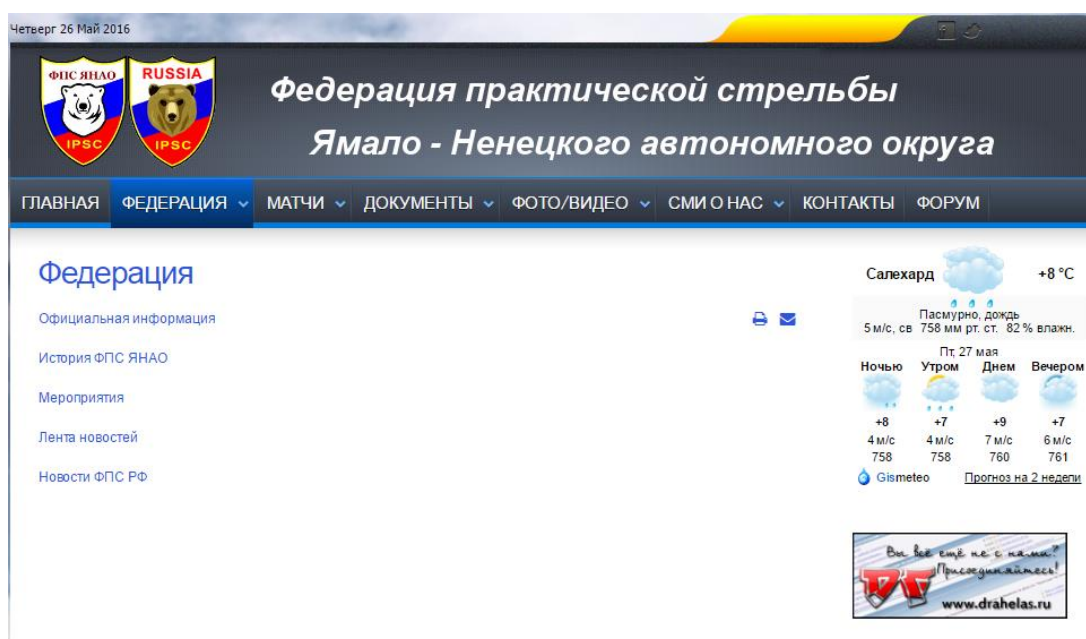 Четверг 26 Май 2016
ФПС ЯНАО
IPSC
RUSSIA
IPSC
Федерация практической стрельбы
Ямало - Ненецкого автономного округа
ГЛАВНАЯ ФЕДЕРАЦИЯ МАТЧИ ДОКУМЕНТЫ ФОТО/ВИДЕО СМИ О НАС КОНТАКТЫ ФОРУМ
Федерация
Официальная информация
История ФПС ЯНАО
Мероприятия
Лента новостей
Новости ФПС РФ
Салехард +8 °C
Пасмурно, дождь
5 м/с, св 758 мм рт. ст. 82 % влажн.
Пт, 27 мая
Ночью Утром Днем Вечером
+8 +7 +9 +7
4 м/с 4 м/с 7 м/с 6 м/с
758 758 760 761
Gismeteo Прогноз на 2 недели
Вы всё ещё не с нами?
Присоединяйтесь!
www.drahelas.ru